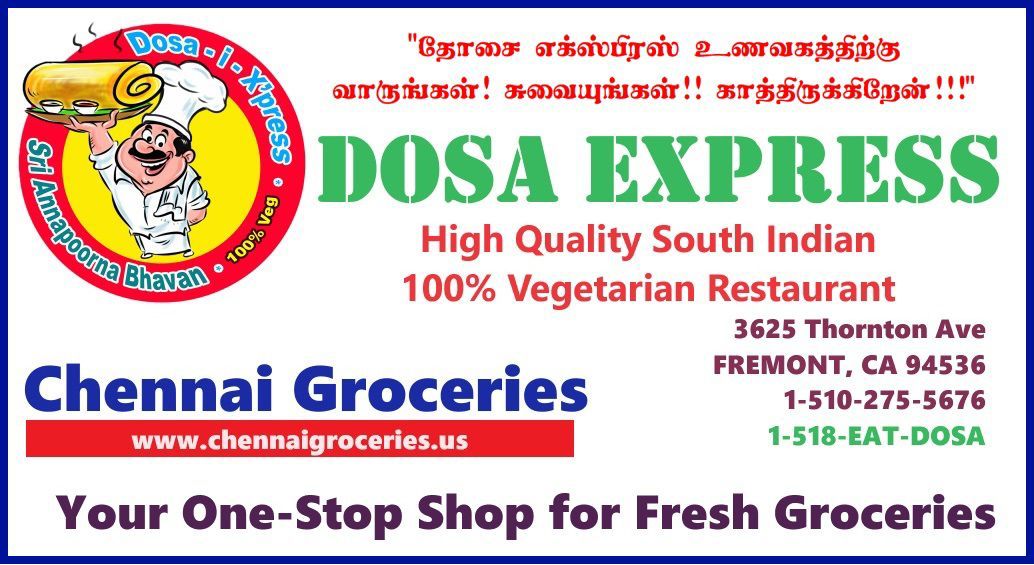 Dosa - i - X'press
Sri Annapoorna Bhavan * 100% Veg *
"தோசை எக்ஸ்பிரஸ் உணவகத்திற்கு
வாருங்கள்! சுவையுங்கள்!! காத்திருக்கிறேன்!!!"
DOSA EXPRESS
High Quality South Indian
100% Vegetarian Restaurant
3625 Thornton Ave
FREMONT, CA 94536
1-510-275-5676
1-518-EAT-DOSA
Chennai Groceries
www.chennaigroceries.us
Your One-Stop Shop for Fresh Groceries